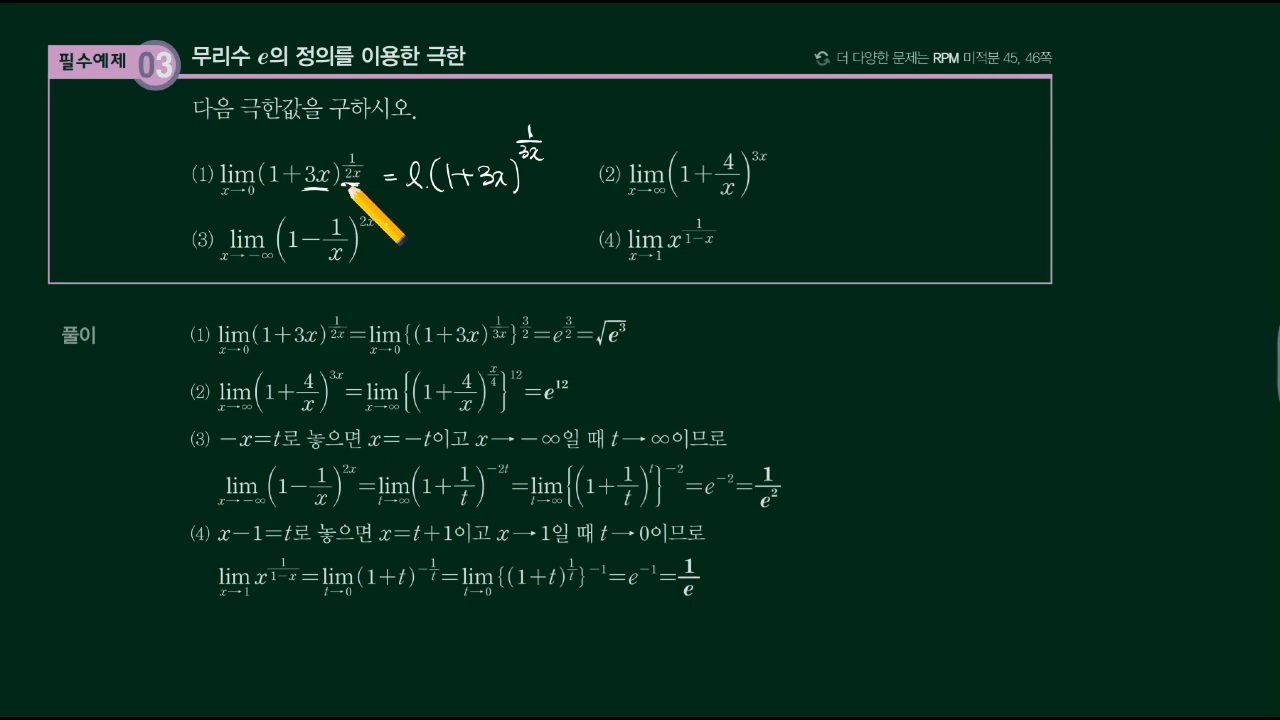 필수예제 03 무리수 e의 정의를 이용한 극한 더 다양한 문제는 RPM 미적분 45, 46쪽
다음 극한값을 구하시오.
(1) lim_{x→0} (1+3x)^{1/2x} = l. (1+3x)^{1/3x} (2) lim_{x→∞} (1+4/x)^{3x}
(3) lim_{x→-∞} (1-1/x)^{2x} (4) lim_{x→1} x^{1/1-x}
풀이 (1) lim_{x→0} (1+3x)^{1/2x} = lim_{x→0} {(1+3x)^{1/3x}}^{3/2} = e^{3/2} = √e³
(2) lim_{x→∞} (1+4/x)^{3x} = lim_{x→∞} {(1+4/x)^{x/4}}^{12} = e^{12}
(3) -x=t로 놓으면 x=-t이고 x→-∞일 때 t→∞이므로
lim_{x→-∞} (1-1/x)^{2x} = lim_{t→∞} (1+1/t)^{-2t} = lim_{t→∞} {(1+1/t)^t}^{-2} = e^{-2} = 1/e²
(4) x-1=t로 놓으면 x=t+1이고 x→1일 때 t→0이므로
lim_{x→1} x^{1/1-x} = lim_{t→0} (1+t)^{-1/t} = lim_{t→0} {(1+t)^{1/t}}^{-1} = e^{-1} = 1/e